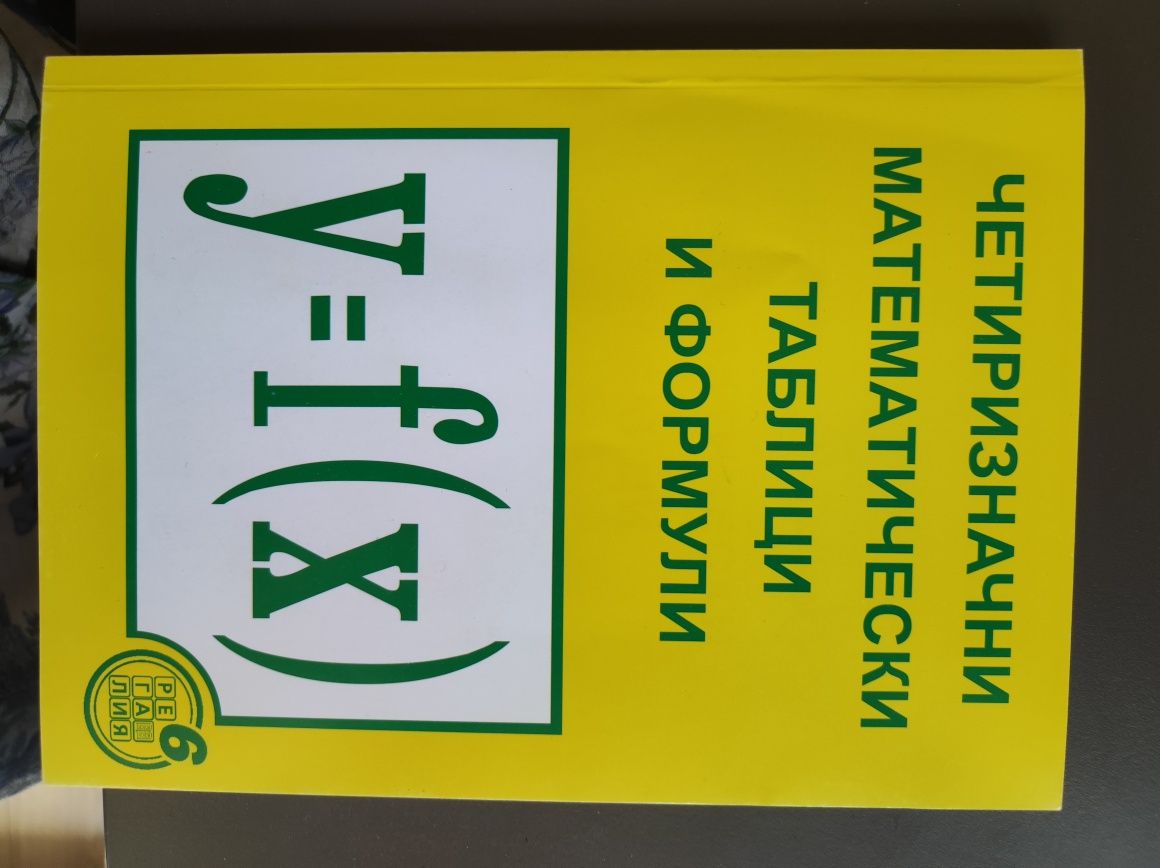 ЧЕТИРИЗНАЧНИ
МАТЕМАТИЧЕСКИ
ТАБЛИЦИ
И ФОРМУЛИ
y = f (x)
РЕ
ГА
ЛИЯ
6